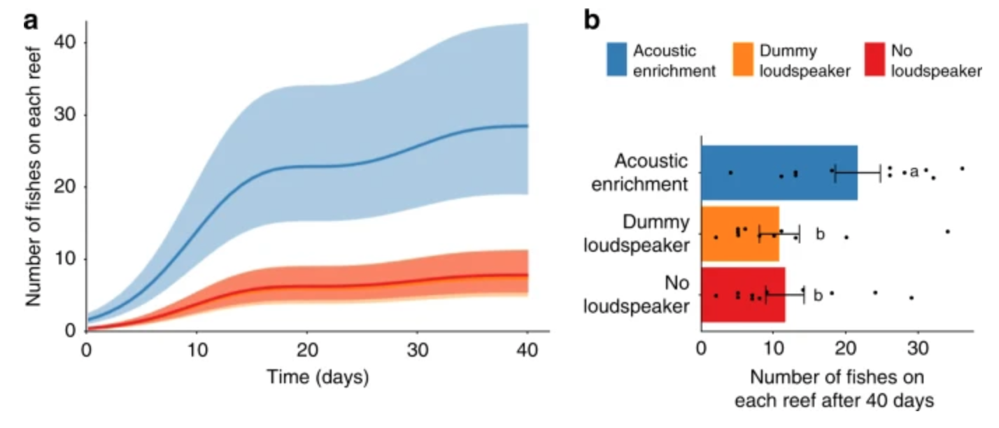 a
Number of fishes on each reef
40
30
20
10
0
0 10 20 30 40
Time (days)
b
Acoustic
enrichment
Dummy
loudspeaker
No
loudspeaker
Acoustic
enrichment
a
Dummy
loudspeaker
b
No
loudspeaker
b
0 10 20 30
Number of fishes on
each reef after 40 days